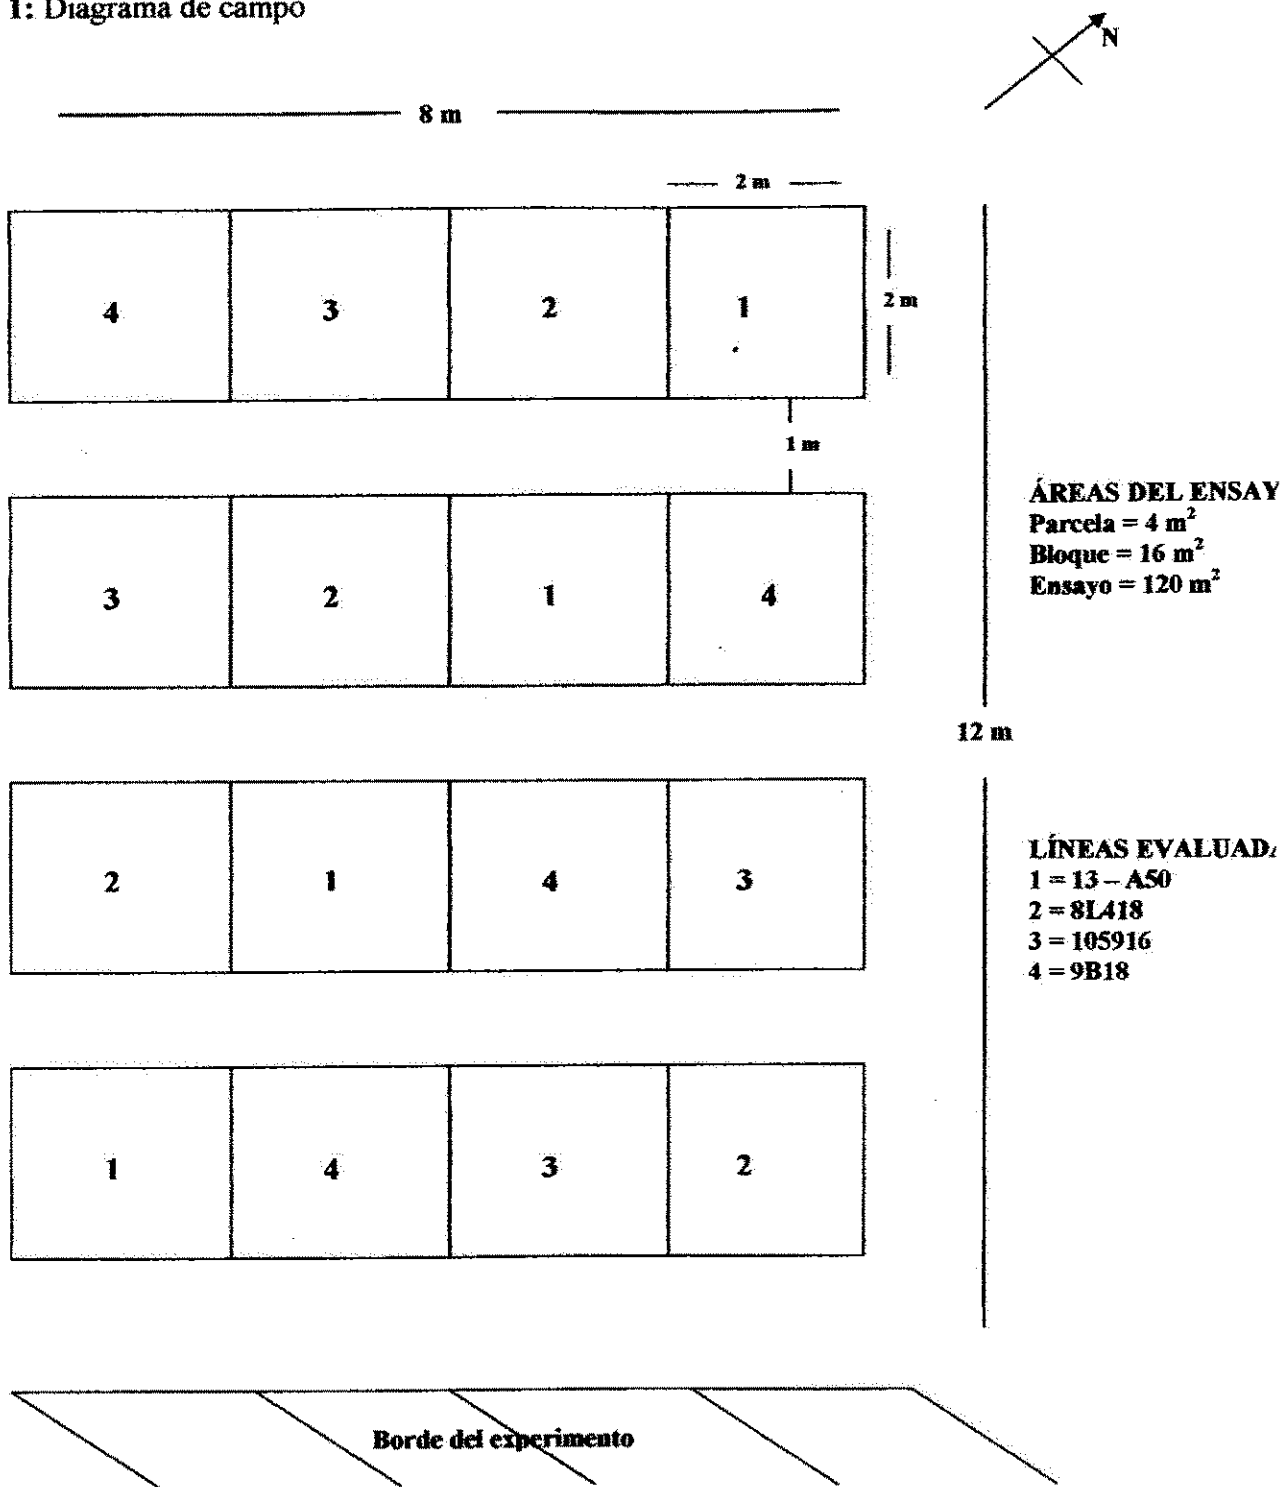 1: Diagrama de campo
N
8 m
2 m
4 3 2 1
2 m
1 m
3 2 1 4
ÁREAS DEL ENSAY
Parcela = 4 m²
Bloque = 16 m²
Ensayo = 120 m²
12 m
2 1 4 3
LÍNEAS EVALUAD
1 = 13 – A50
2 = 8L418
3 = 105916
4 = 9B18
1 4 3 2
Borde del experimento